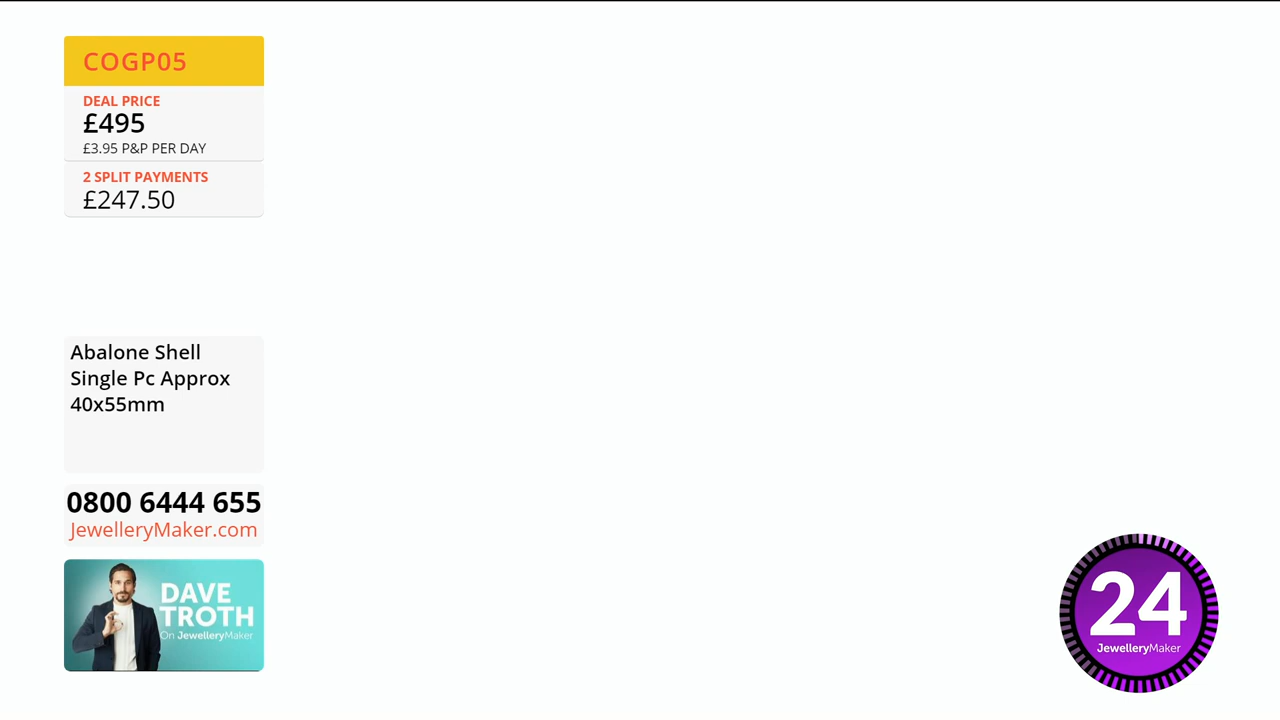 COGP05
DEAL PRICE
£495
£3.95 P&P PER DAY
2 SPLIT PAYMENTS
£247.50
Abalone Shell
Single Pc Approx
40x55mm
0800 6444 655
JewelleryMaker.com
DAVE
TROTH
On JewelleryMaker
24
JewelleryMaker